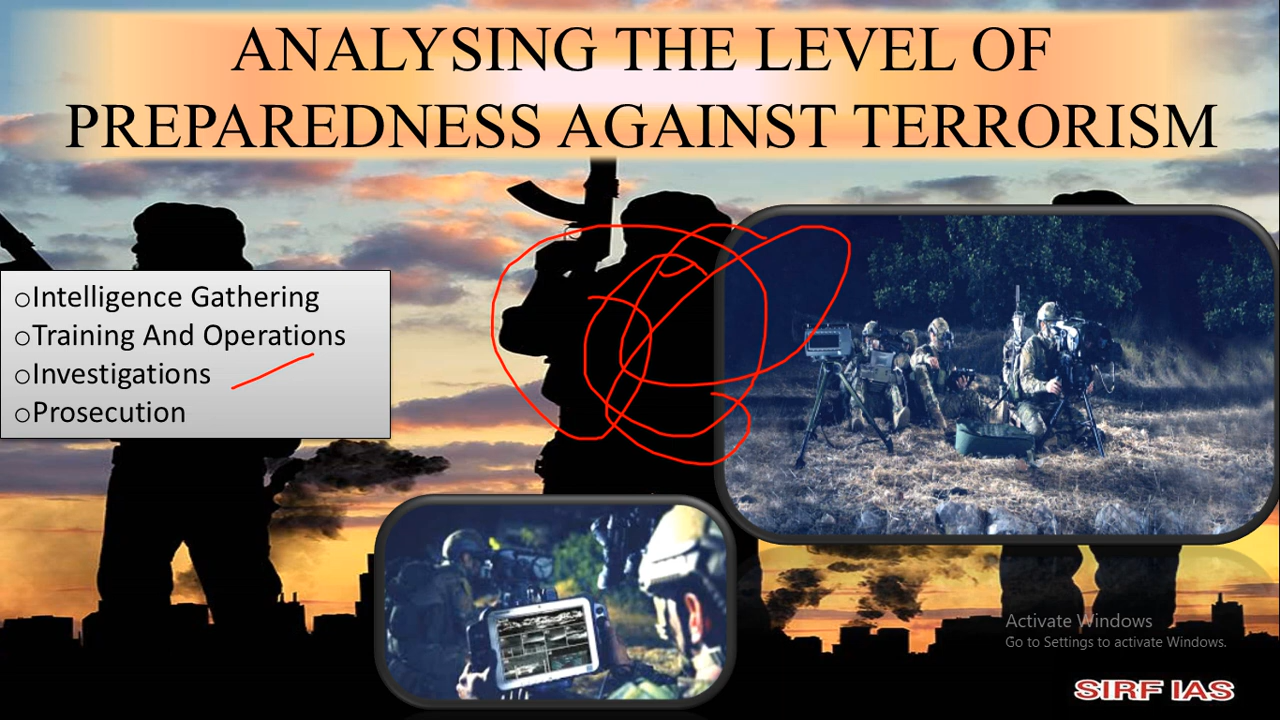 ANALYSING THE LEVEL OF
PREPAREDNESS AGAINST TERRORISM
oIntelligence Gathering
oTraining And Operations
oInvestigations
oProsecution
Activate Windows
Go to Settings to activate Windows.
SIRF IAS